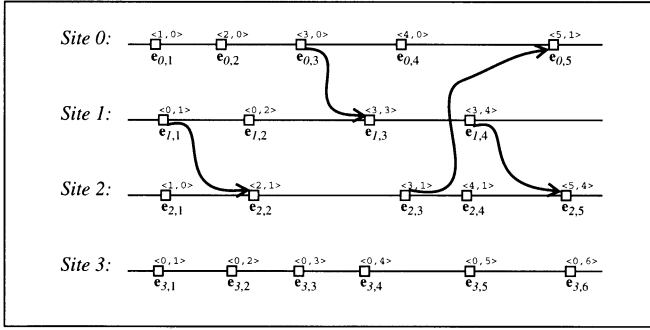 <1,0> <2,0> <3,0> <4,0> <5,1>
Site 0:
e0,1 e0,2 e0,3 e0,4 e0,5
<0,1> <0,2> <3,3> <3,4>
Site 1:
e1,1 e1,2 e1,3 e1,4
<1,0> <2,1> <3,1> <4,1> <5,4>
Site 2:
e2,1 e2,2 e2,3 e2,4 e2,5
<0,1> <0,2> <0,3> <0,4> <0,5> <0,6>
Site 3:
e3,1 e3,2 e3,3 e3,4 e3,5 e3,6